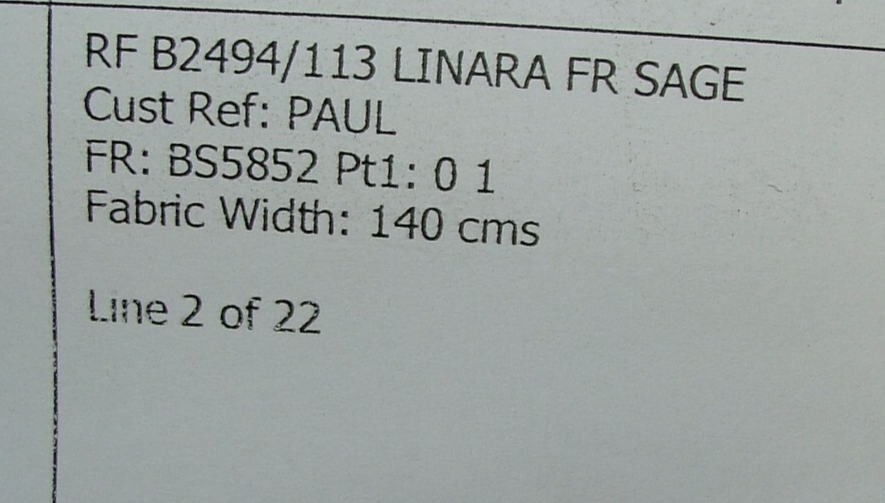 RF B2494/113 LINARA FR SAGE
Cust Ref: PAUL
FR: BS5852 Pt1: 0 1
Fabric Width: 140 cms
Line 2 of 22